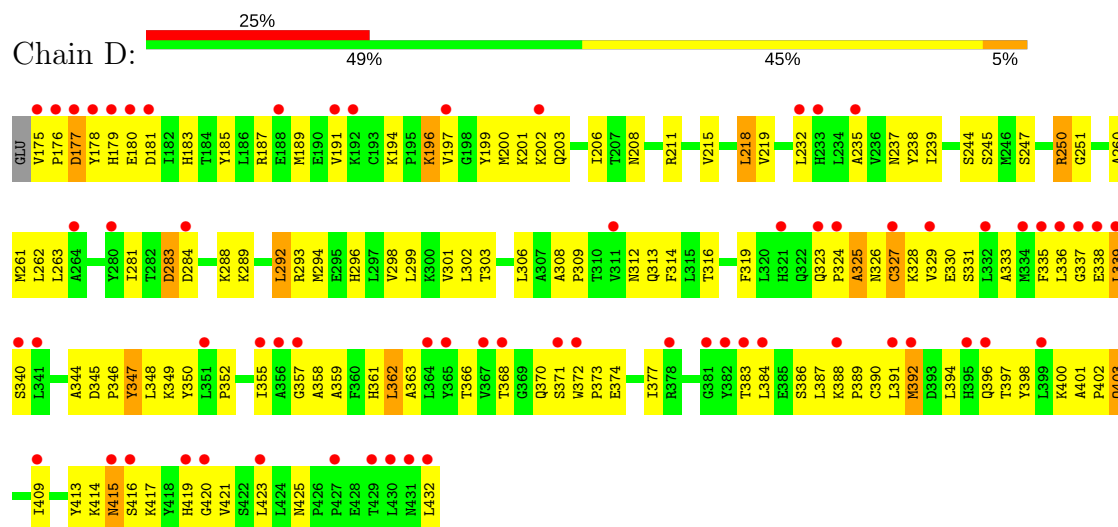 25%
Chain D:
49% 45% 5%
GLU V175 P176 D177 Y178 H179 E180 D181 I182 H183 T184 Y185 L186 R187 E188 M189 E190 V191 K192 C193 K194 P195 K196 V197 G198 Y199 M200 K201 K202 Q203 I206 T207 N208 R211 V215 L218 V219 L232 H233 L234 A235 V236 N237 Y238 I239 S244 S245 M246 S247 R250 G251 A260
M261 L262 L263 A264 Y280 I281 T282 D283 D284 K288 K289 L292 R293 M294 E295 H296 L297 V298 L299 K300 V301 L302 T303 L306 A307 A308 P309 T310 V311 N312 Q313 F314 L315 T316 F319 L320 H321 Q322 Q323 P324 A325 N326 C327 K328 V329 E330 S331 L332 A333 M334 F335 L336 G337 E338 L339
S340 L341 A344 D345 P346 Y347 L348 K349 Y350 L351 P352 I355 A356 G357 A358 A359 F360 H361 L362 A363 L364 Y365 T366 V367 T368 G369 Q370 S371 W372 P373 E374 I377 R378 G381 Y382 T383 L384 E385 S386 L387 K388 P389 C390 L391 M392 D393 L394 H395 Q396 T397 Y398 L399 K400 A401 P402 Q403
I409 Y413 K414 N415 S416 K417 Y418 H419 G420 V421 S422 L423 L424 N425 P426 P427 E428 T429 L430 N431 L432